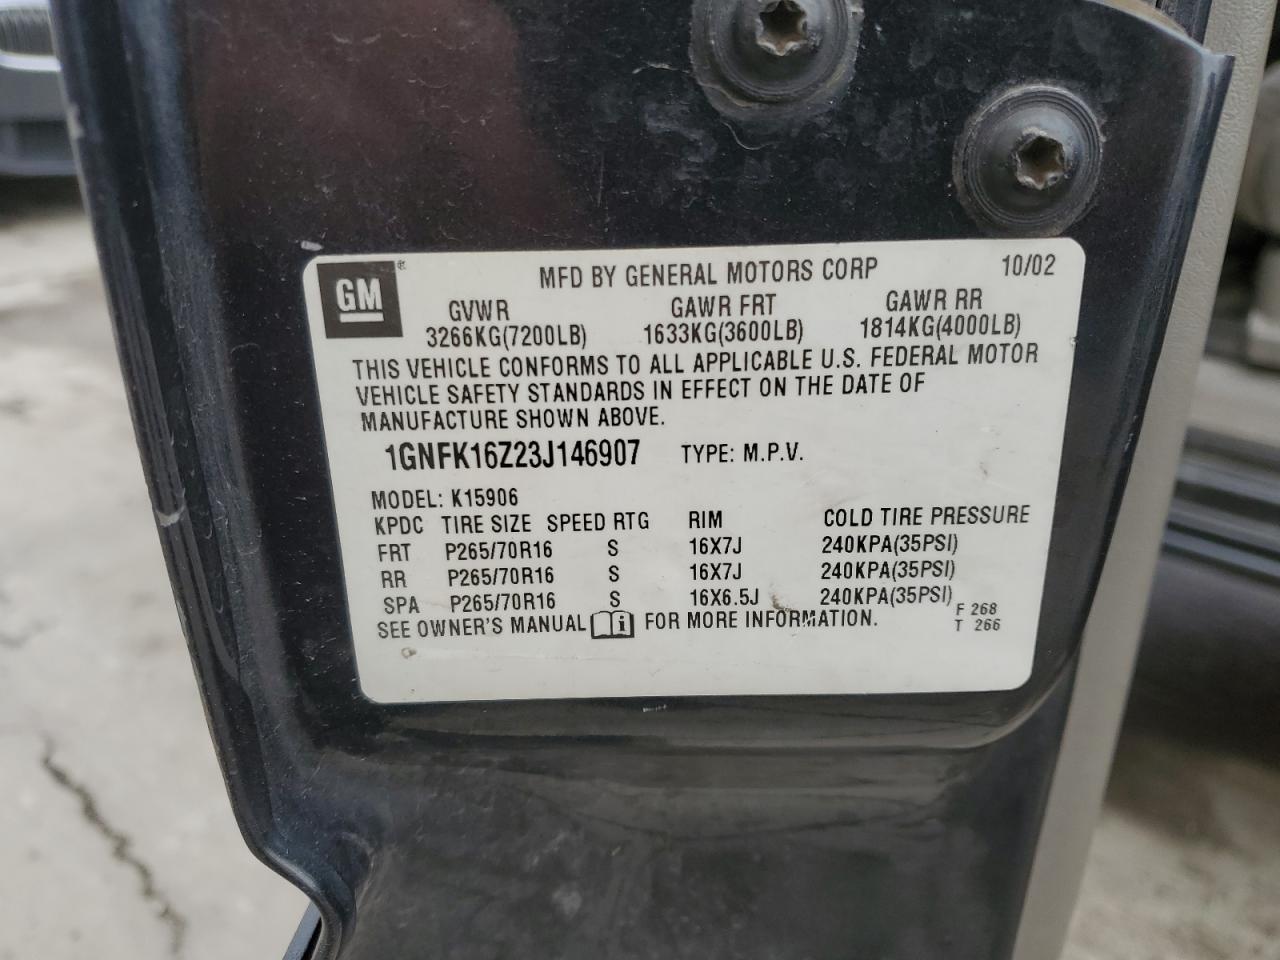 GM ® MFD BY GENERAL MOTORS CORP 10/02
GVWR GAWR FRT GAWR RR
3266KG(7200LB) 1633KG(3600LB) 1814KG(4000LB)
THIS VEHICLE CONFORMS TO ALL APPLICABLE U.S. FEDERAL MOTOR
VEHICLE SAFETY STANDARDS IN EFFECT ON THE DATE OF
MANUFACTURE SHOWN ABOVE.
1GNFK16Z23J146907 TYPE: M.P.V.
MODEL: K15906
KPDC TIRE SIZE SPEED RTG RIM COLD TIRE PRESSURE
FRT P265/70R16 S 16X7J 240KPA(35PSI)
RR P265/70R16 S 16X7J 240KPA(35PSI)
SPA P265/70R16 S 16X6.5J 240KPA(35PSI)
SEE OWNER'S MANUAL i FOR MORE INFORMATION.
F 268
T 266